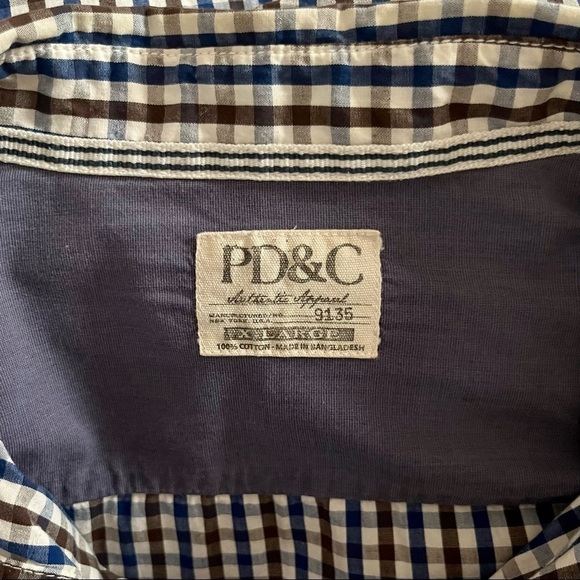 PD&C
Authentic Apparel
MANUFACTURED/NO. 9135
NEW YORK. U.S.A.
X-LARGE
100% COTTON - MADE IN BANGLADESH